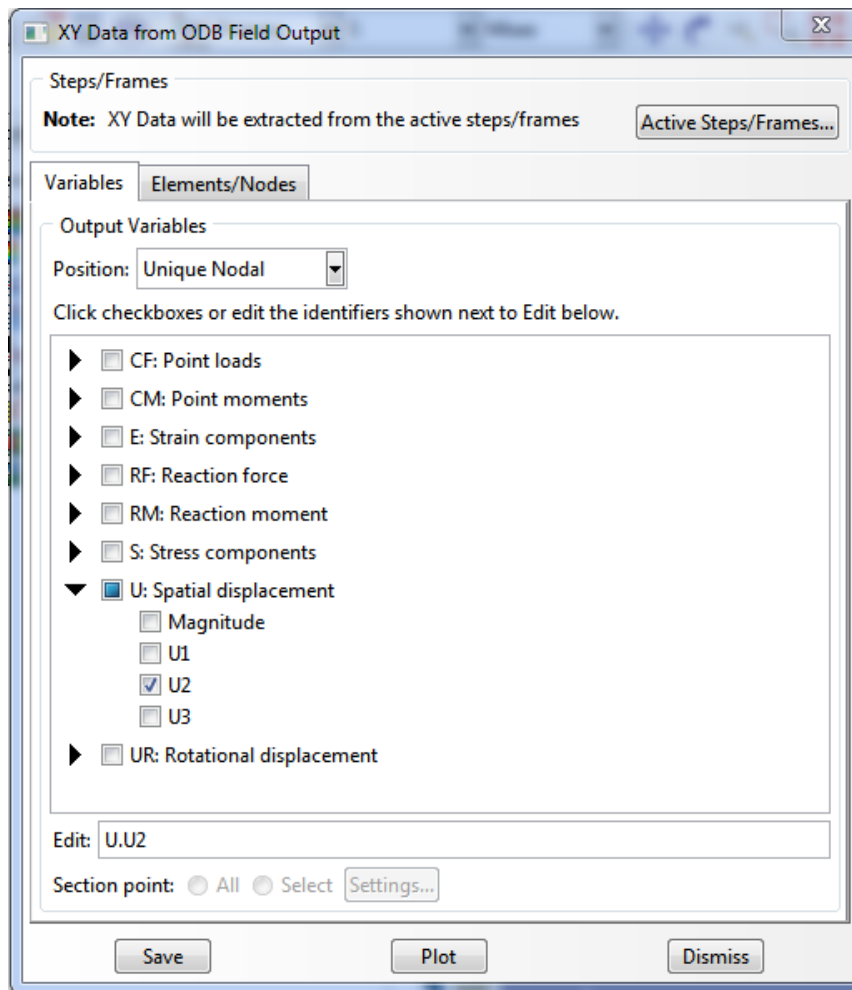 XY Data from ODB Field Output
Steps/Frames
Note: XY Data will be extracted from the active steps/frames
Active Steps/Frames...
Variables Elements/Nodes
Output Variables
Position: Unique Nodal
Click checkboxes or edit the identifiers shown next to Edit below.
CF: Point loads
CM: Point moments
E: Strain components
RF: Reaction force
RM: Reaction moment
S: Stress components
U: Spatial displacement
Magnitude
U1
U2
U3
UR: Rotational displacement
Edit: U.U2
Section point: All Select Settings...
Save Plot Dismiss